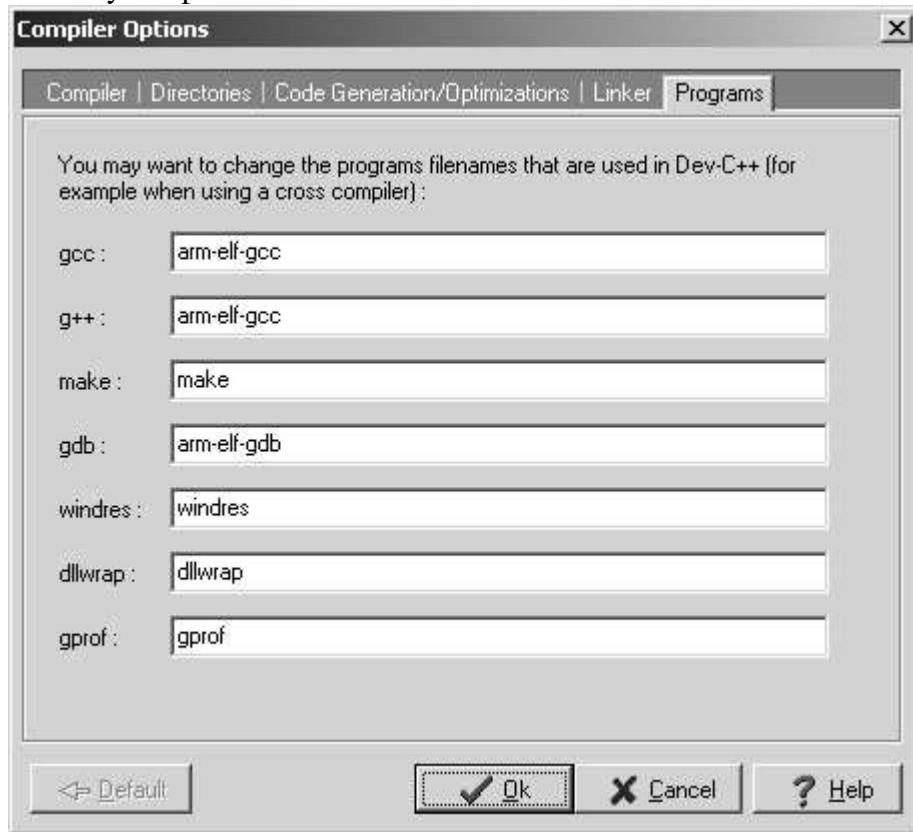 Compiler Options
Compiler | Directories | Code Generation/Optimizations | Linker Programs
You may want to change the programs filenames that are used in Dev-C++ (for
example when using a cross compiler) :
gcc : arm-elf-gcc
g++ : arm-elf-gcc
make : make
gdb : arm-elf-gdb
windres : windres
dllwrap : dllwrap
gprof : gprof
Default Ok Cancel Help